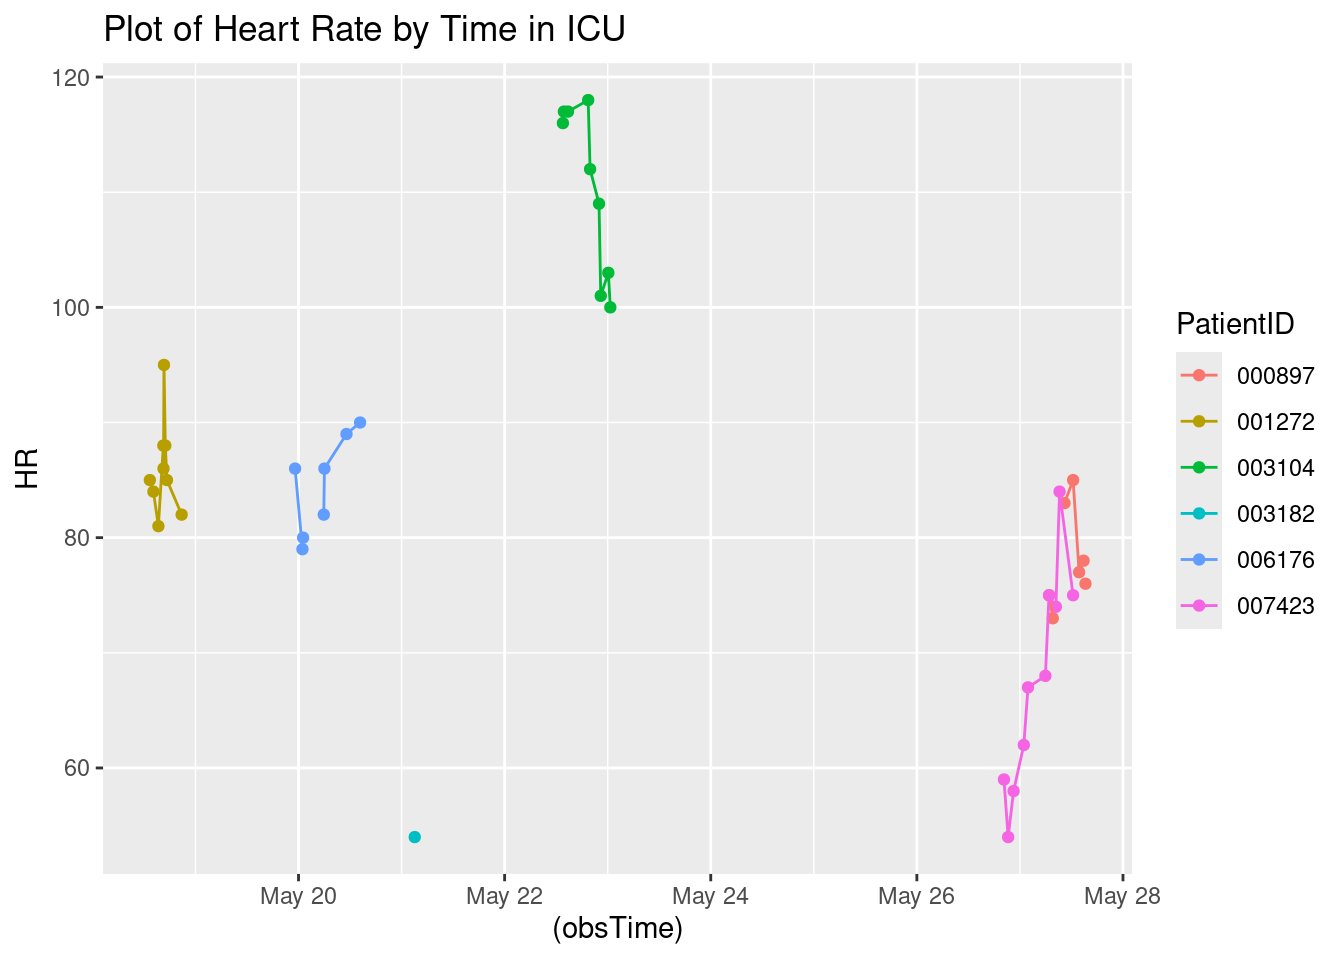 Plot of Heart Rate by Time in ICU
120
100
80
60
HR
May 20
May 22
May 24
May 26
May 28
(obsTime)
PatientID
000897
001272
003104
003182
006176
007423